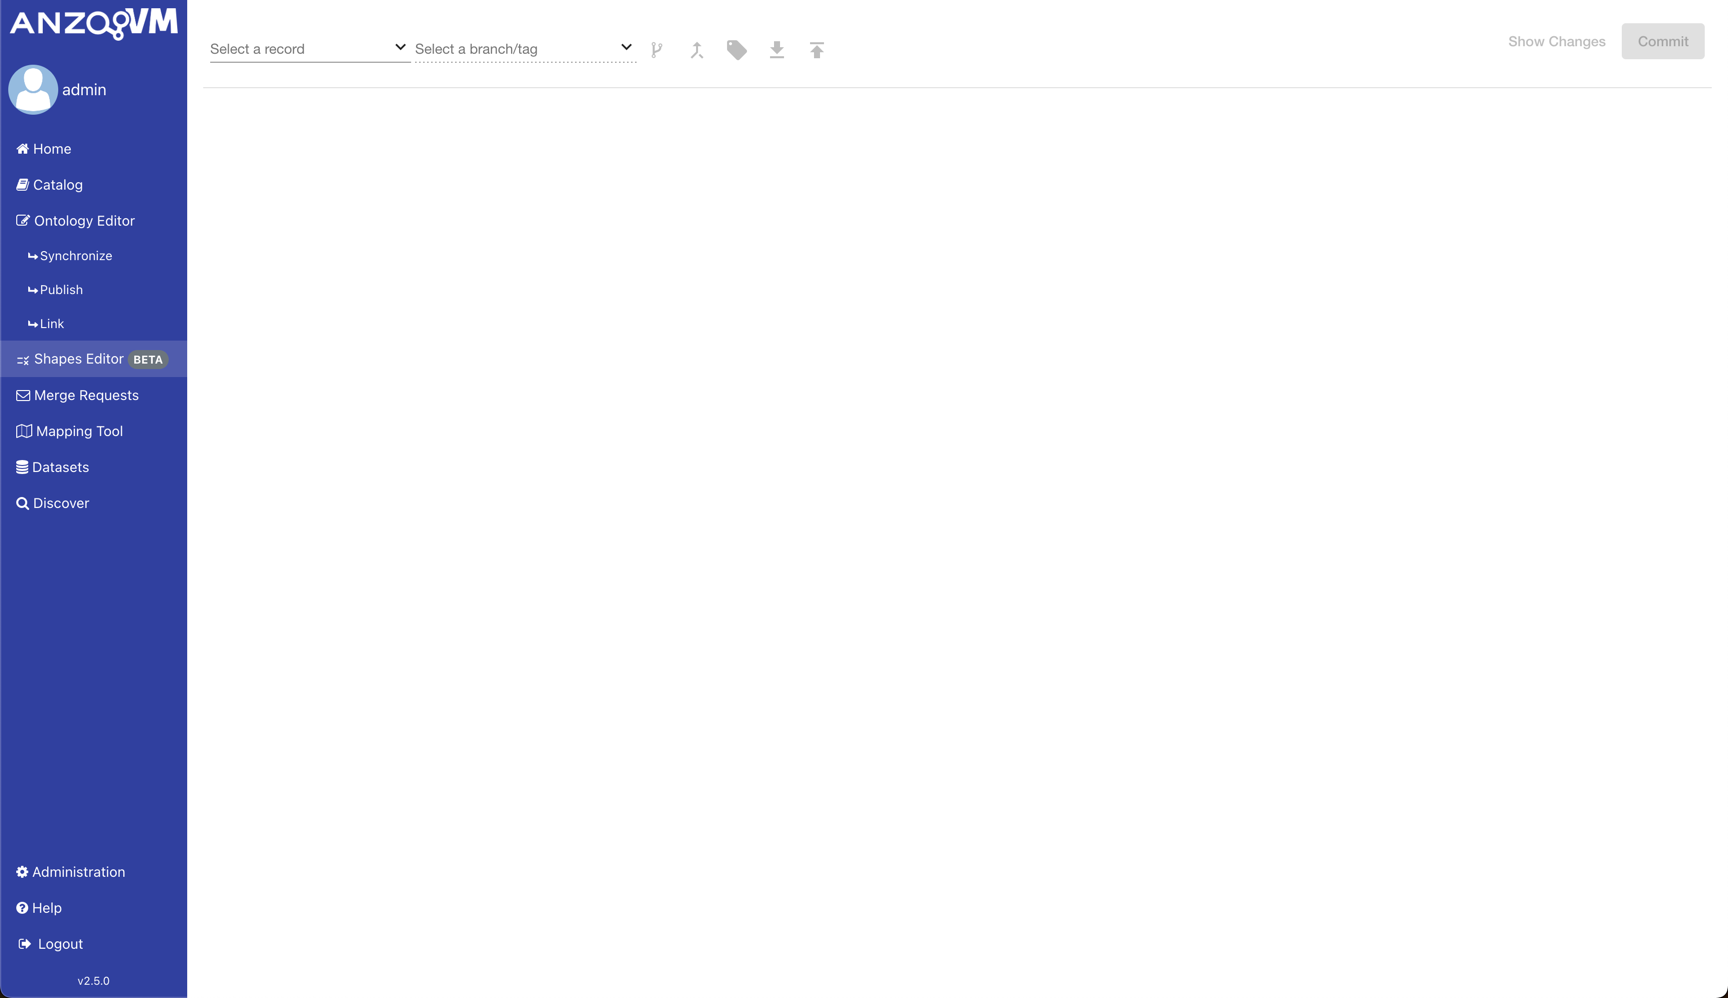 ANZOVM
admin
Home
Catalog
Ontology Editor
Synchronize
Publish
Link
Shapes Editor BETA
Merge Requests
Mapping Tool
Datasets
Discover
Administration
Help
Logout
v2.5.0
Select a record
Select a branch/tag
Show Changes
Commit